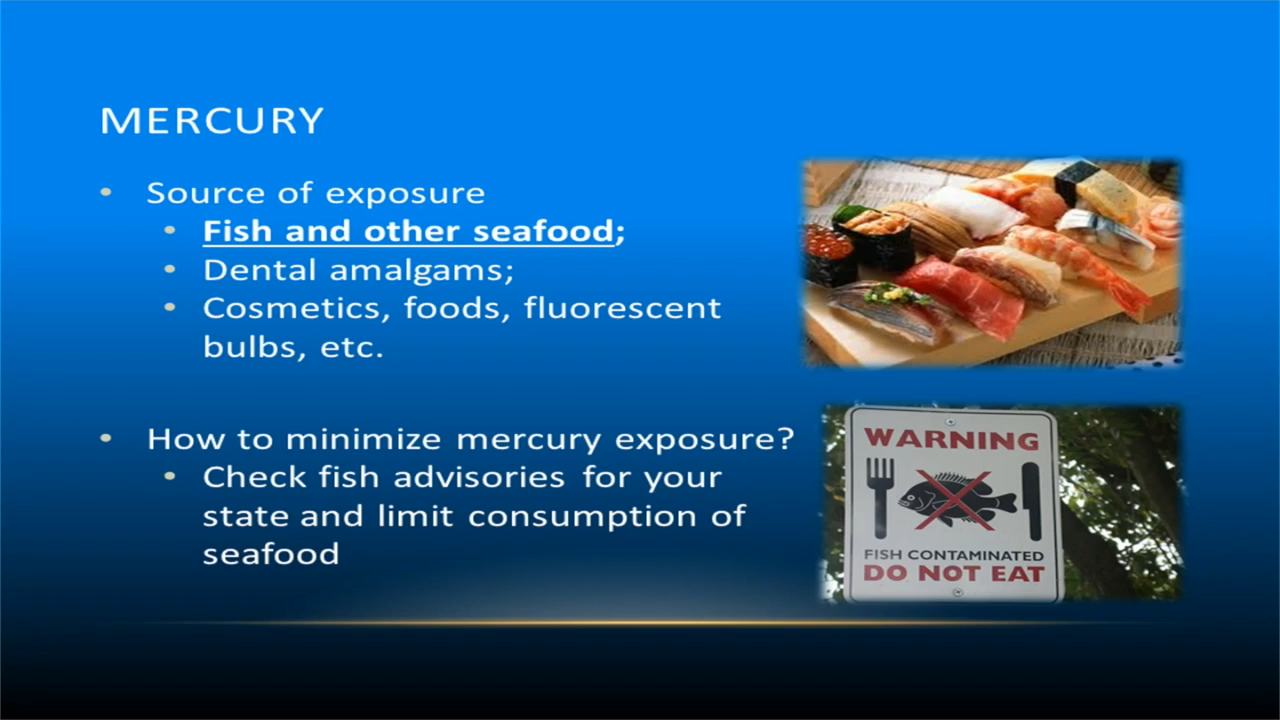 MERCURY
• Source of exposure
• Fish and other seafood;
• Dental amalgams;
• Cosmetics, foods, fluorescent
bulbs, etc.
• How to minimize mercury exposure?
• Check fish advisories for your
state and limit consumption of
seafood
WARNING
FISH CONTAMINATED
DO NOT EAT